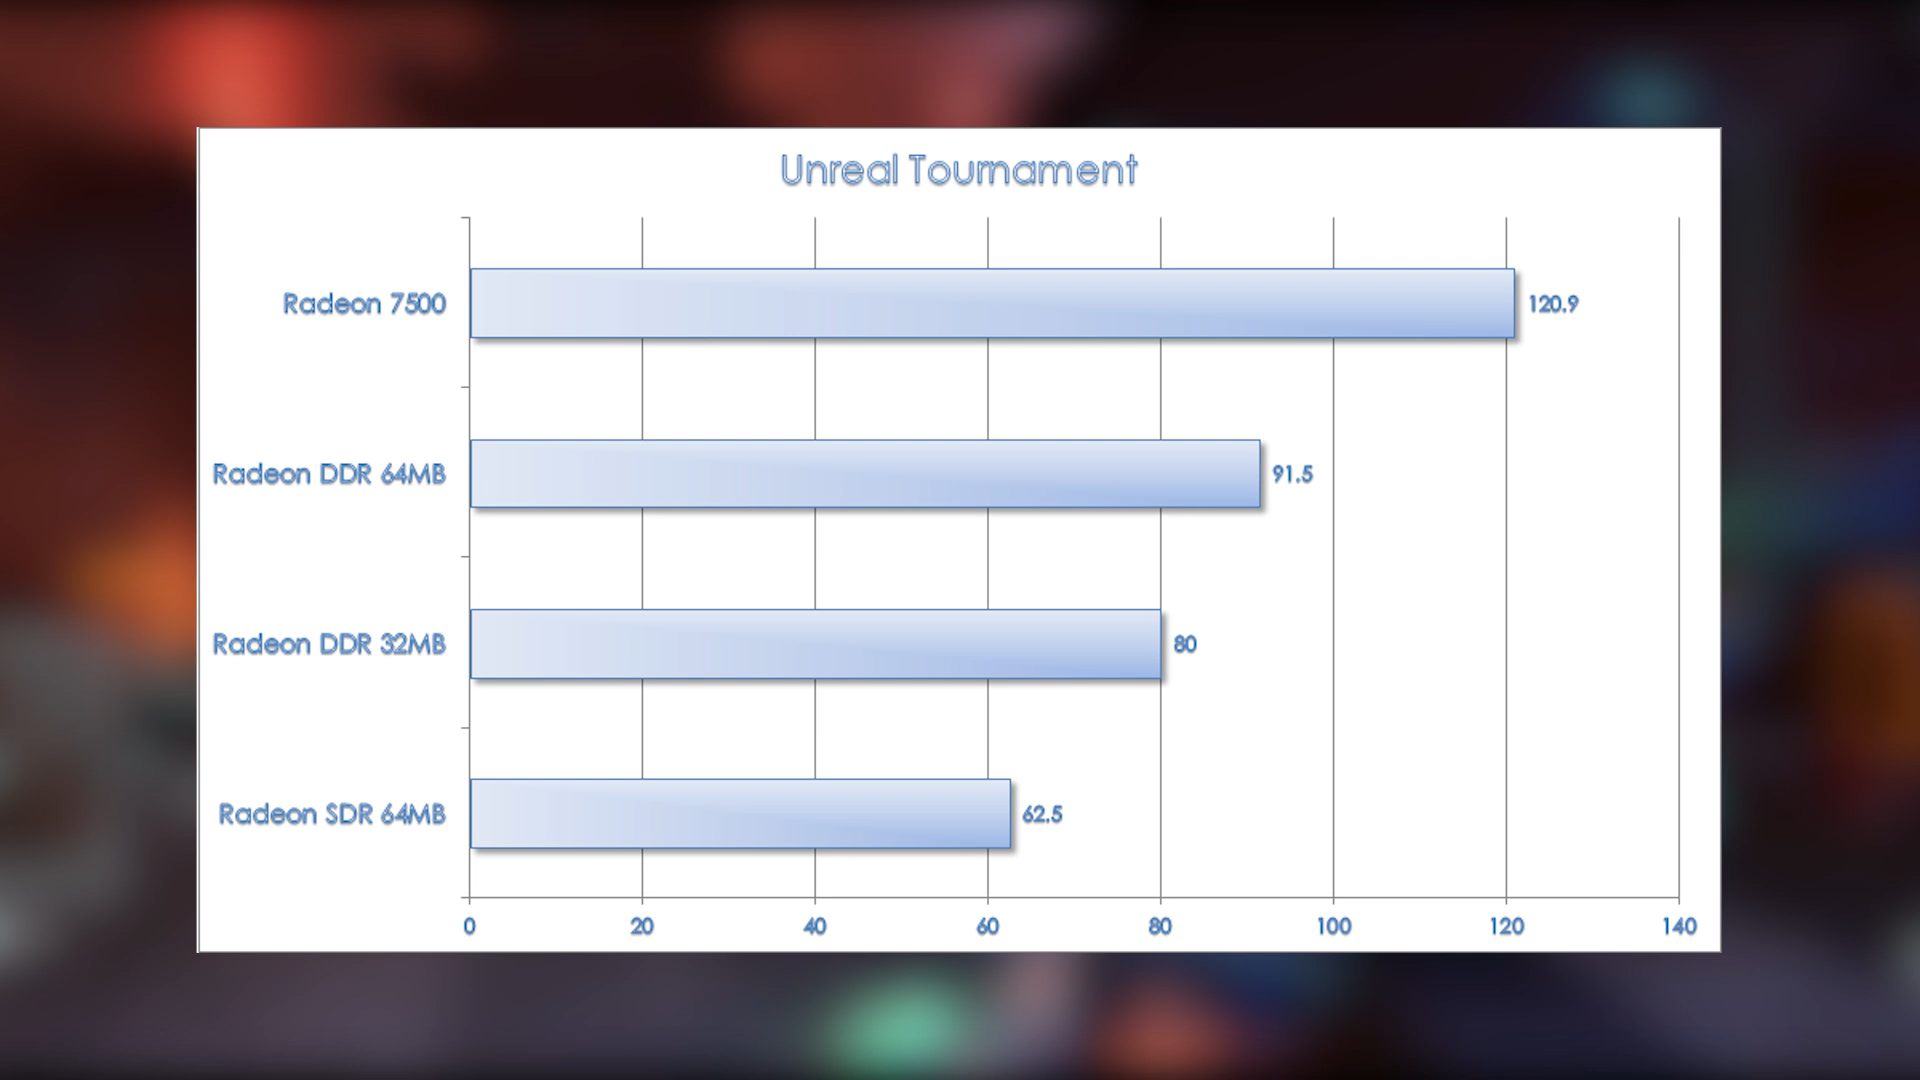 Unreal Tournament
Radeon 7500 120.9
Radeon DDR 64MB 91.5
Radeon DDR 32MB 80
Radeon SDR 64MB 62.5
0 20 40 60 80 100 120 140